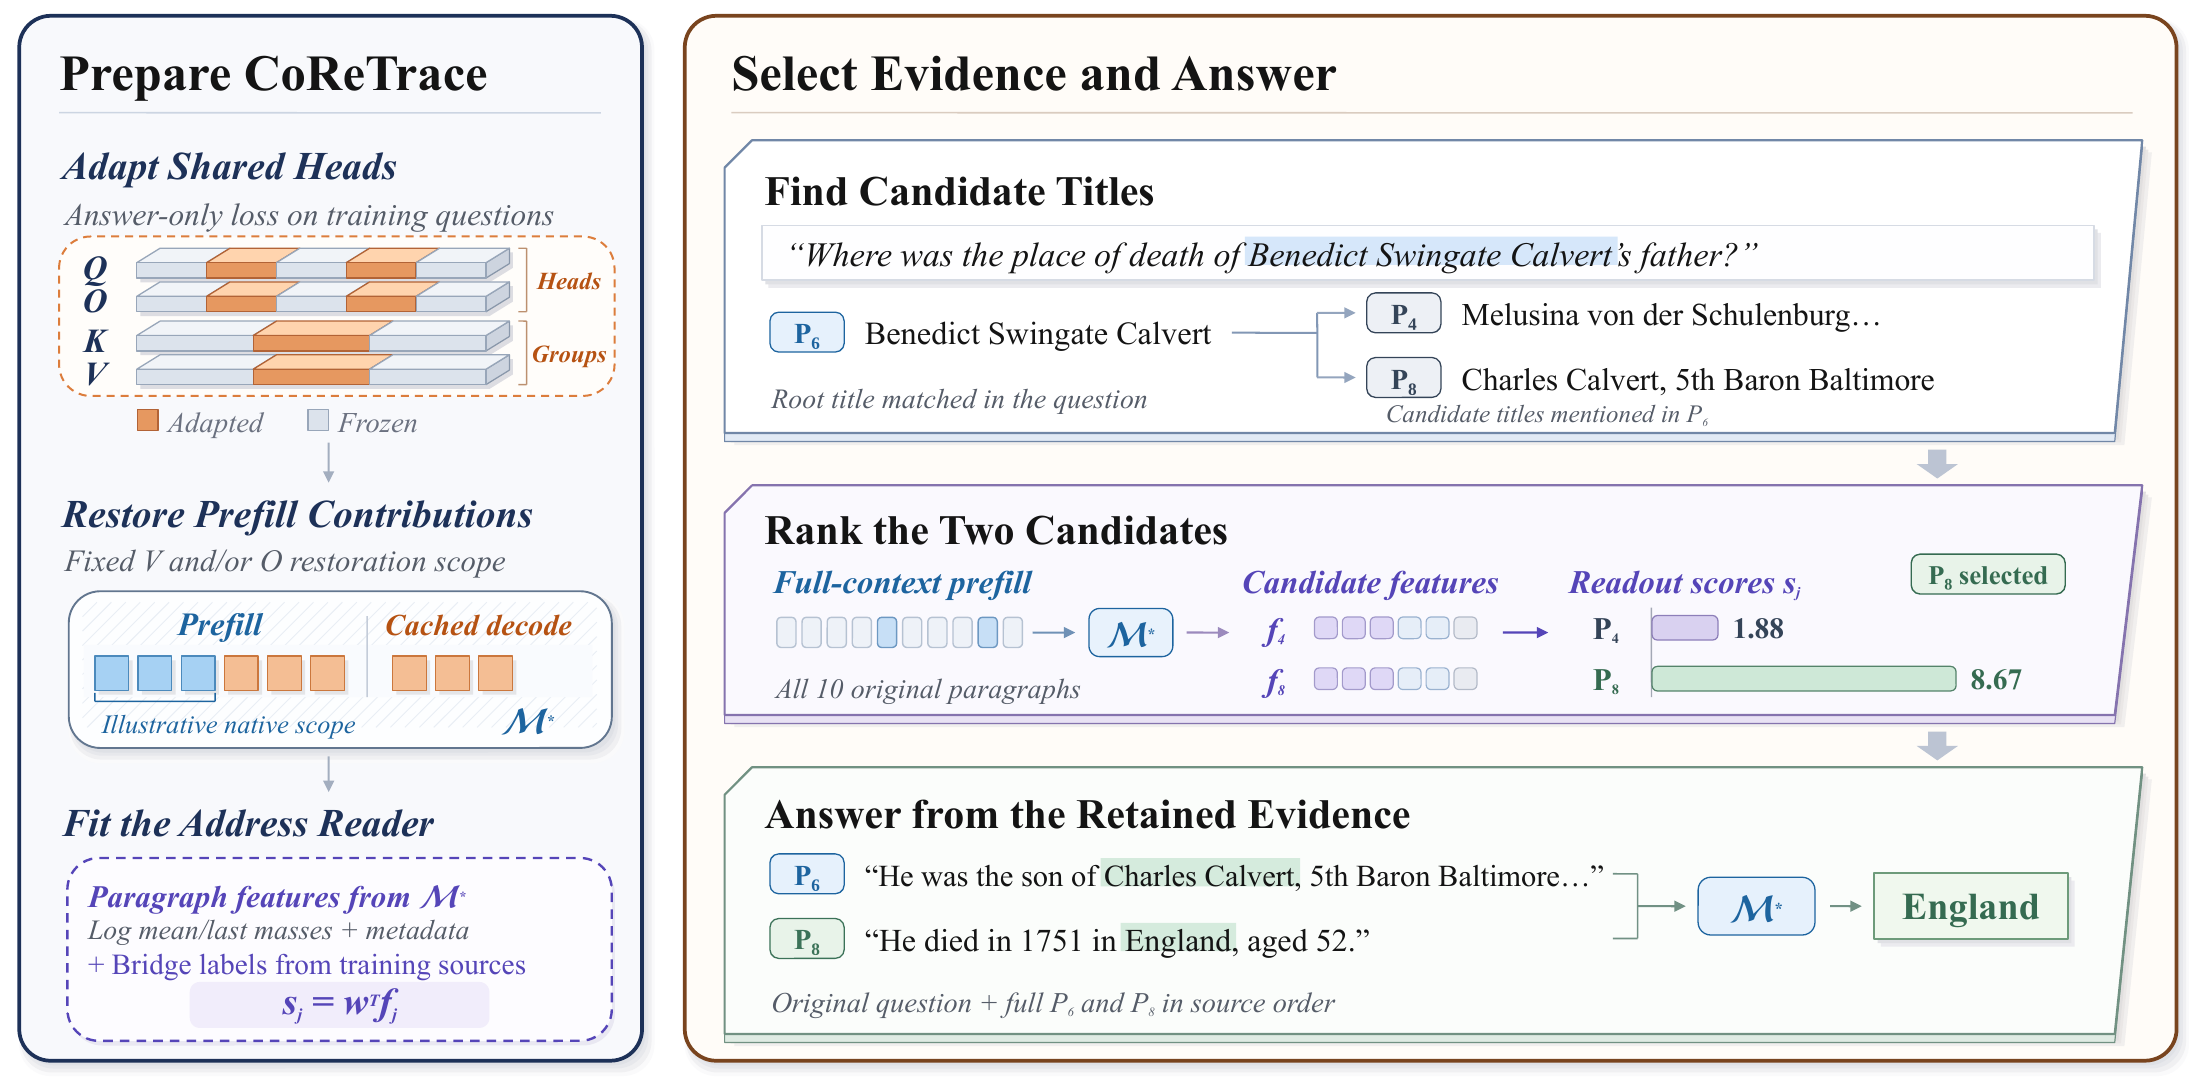 Prepare CoReTrace
Adapt Shared Heads
Answer-only loss on training questions
Q
O
K
V
Heads
Groups
Adapted
Frozen
Restore Prefill Contributions
Fixed V and/or O restoration scope
Prefill
Cached decode
Illustrative native scope
ℳ*
Fit the Address Reader
Paragraph features from ℳ*
Log mean/last masses + metadata
+ Bridge labels from training sources
s_j = w^T f_j
Select Evidence and Answer
Find Candidate Titles
“Where was the place of death of Benedict Swingate Calvert’s father?”
P₆ Benedict Swingate Calvert
P₄ Melusina von der Schulenburg…
P₈ Charles Calvert, 5th Baron Baltimore
Root title matched in the question
Candidate titles mentioned in P₆
Rank the Two Candidates
Full-context prefill
ℳ*
All 10 original paragraphs
Candidate features
f₄
f₈
Readout scores s_j
P₈ selected
P₄ 1.88
P₈ 8.67
Answer from the Retained Evidence
P₆ “He was the son of Charles Calvert, 5th Baron Baltimore…”
P₈ “He died in 1751 in England, aged 52.”
ℳ*
England
Original question + full P₆ and P₈ in source order